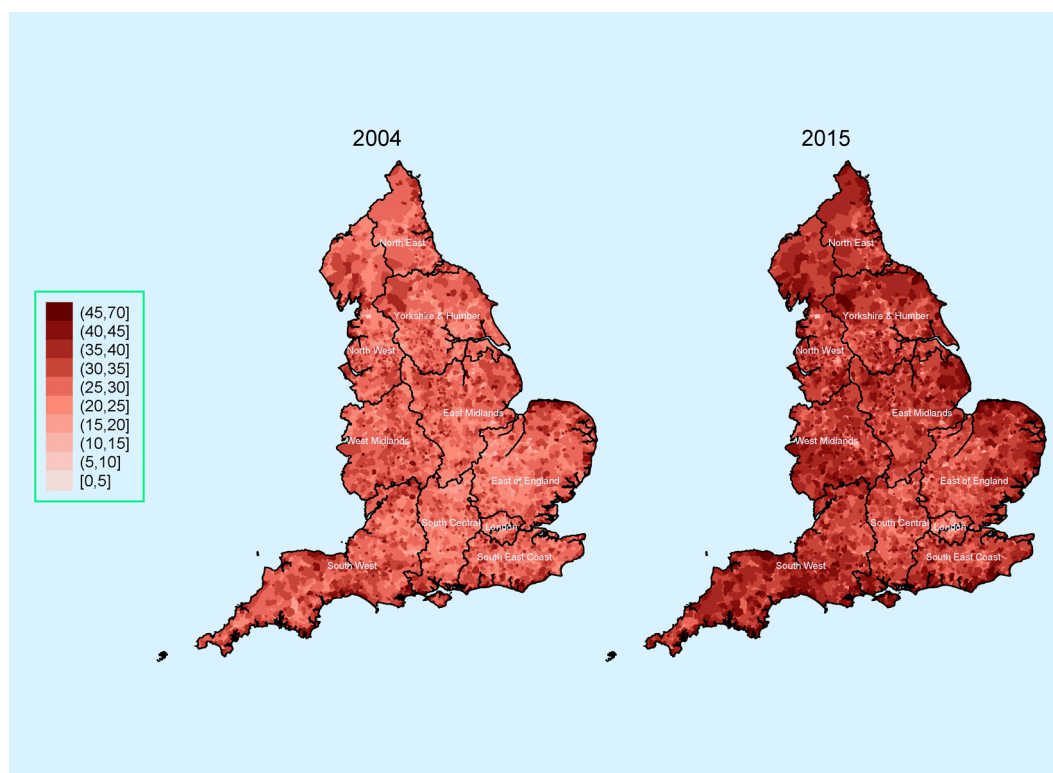 2004
2015
(45,70]
(40,45]
(35,40]
(30,35]
(25,30]
(20,25]
(15,20]
(10,15]
(5,10]
[0,5]
North East
Yorkshire & Humber
North West
East Midlands
West Midlands
East of England
South Central
London
South East Coast
South West
North East
Yorkshire & Humber
North West
East Midlands
West Midlands
East of England
South Central
London
South East Coast
South West